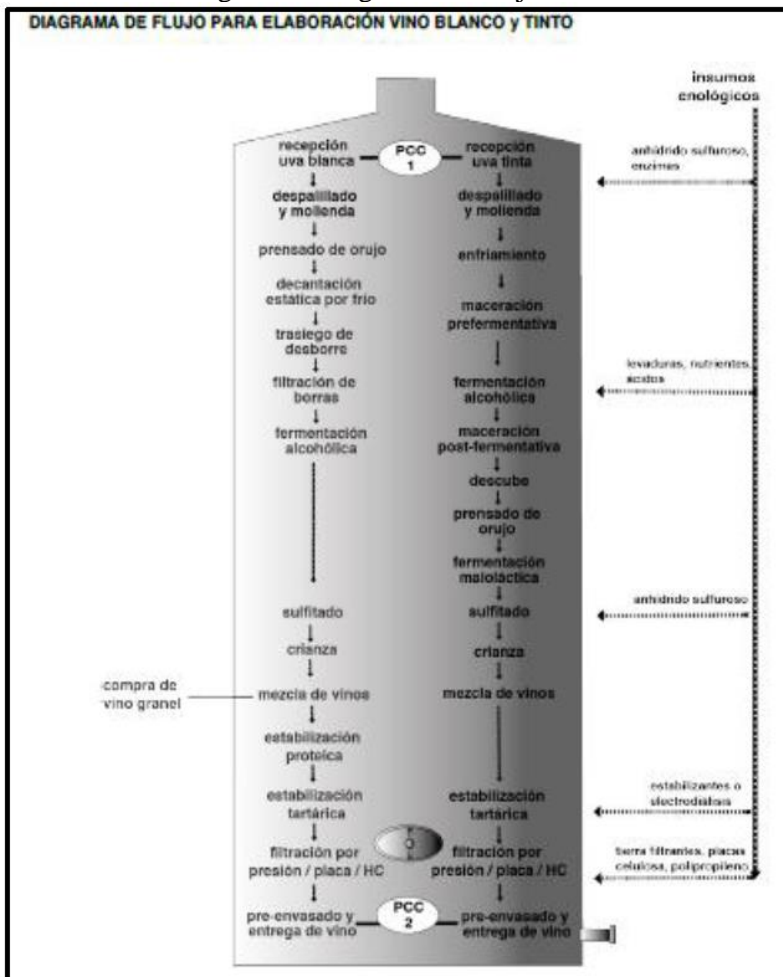 DIAGRAMA DE FLUJO PARA ELABORACIÓN VINO BLANCO y TINTO
insumos
enológicos
recepción
uva blanca
PCC
1
recepción
uva tinta
anhídrido sulfuroso,
enzimas
despalillado
y molienda
despalillado
y molienda
prensado de orujo
enfriamiento
decantación
estática por frío
maceración
prefermentativa
trasiego de
desborre
levaduras, nutrientes,
ácidos
filtración de
borras
fermentación
alcohólica
fermentación
alcohólica
maceración
post-fermentativa
descube
prensado de
orujo
fermentación
maloláctica
anhídrido sulfuroso
sulfitado
sulfitado
crianza
crianza
compra de
vino granel
mezcla de vinos
mezcla de vinos
estabilización
proteica
estabilización
tartárica
estabilización
tartárica
estabilizantes o
electrodiálisis
filtración por
presión / placa / HC
filtración por
presión / placa / HC
tierra filtrantes, placas
celulosa, polipropileno
pre-envasado y
entrega de vino
PCC
2
pre-envasado y
entrega de vino